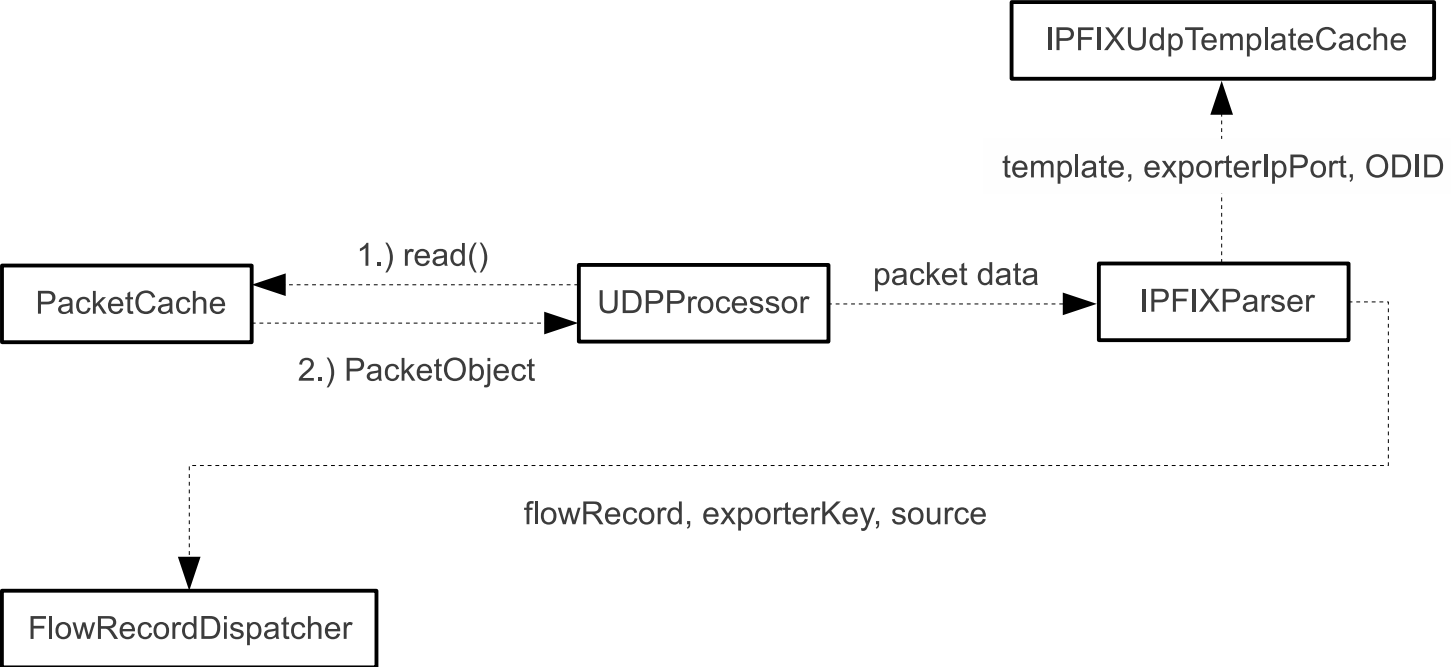 IPFIXUdpTemplateCache
template, exporterIpPort, ODID
1.) read()
PacketCache
UDPProcessor
packet data
IPFIXParser
2.) PacketObject
flowRecord, exporterKey, source
FlowRecordDispatcher